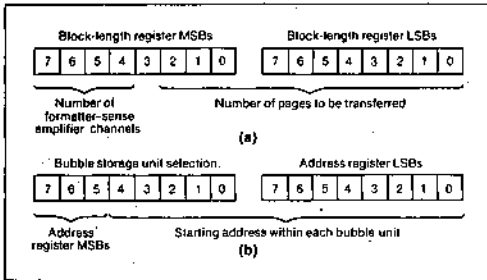 Block-length register MSBs Block-length register LSBs
7 6 5 4 3 2 1 0 7 6 5 4 3 2 1 0
Number of formatter-sense amplifier channels
Number of pages to be transferred
(a)
Bubble storage unit selection. Address register LSBs
7 6 5 4 3 2 1 0 7 6 5 4 3 2 1 0
Address register MSBs
Starting address within each bubble unit
(b)